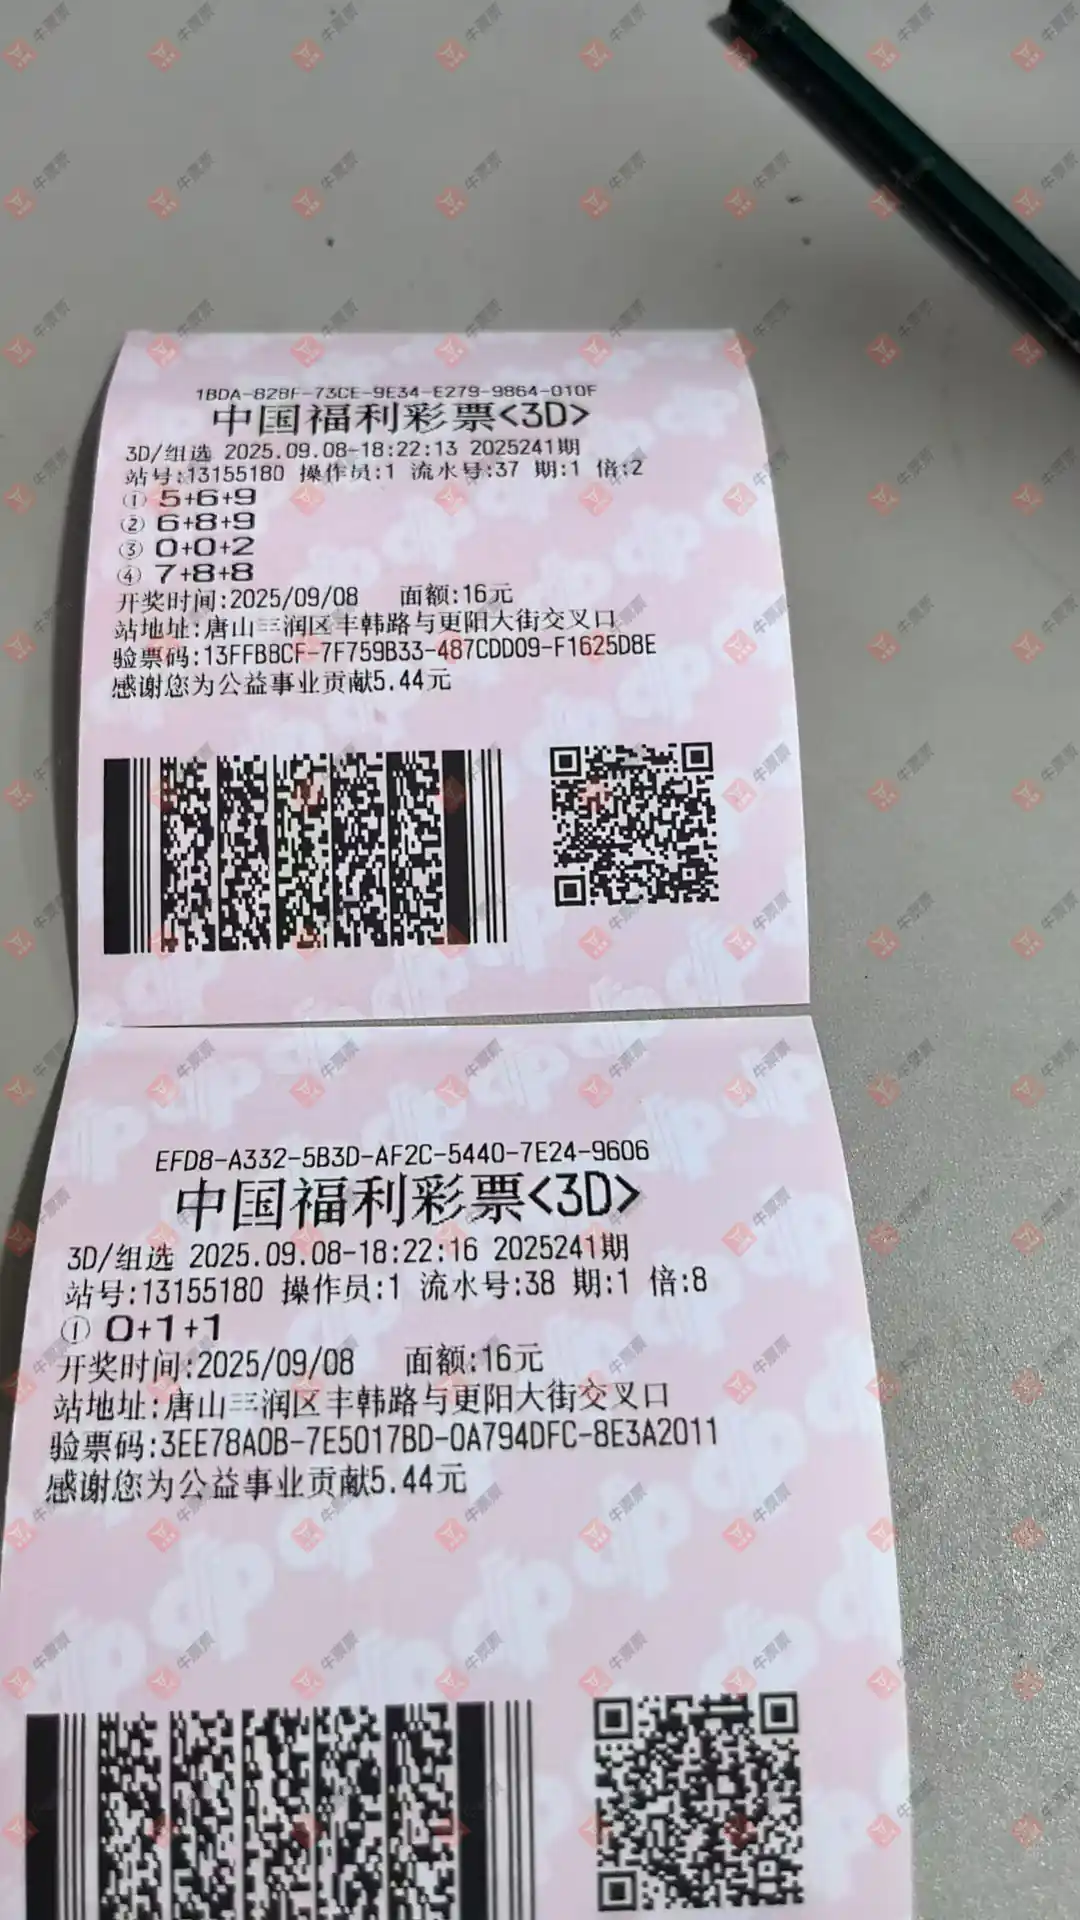 1BDA-828F-73CE-9E34-E279-9864-010F
中国福利彩票<3D>
3D/组选 2025.09.08-18:22:13 2025241期
站号:13155180 操作员:1 流水号:37 期:1 倍:2
① 5+6+9
② 6+8+9
③ 0+0+2
④ 7+8+8
开奖时间:2025/09/08 面额:16元
站地址:唐山丰润区丰韩路与更阳大街交叉口
验票码:13FFB8CF-7F759B33-487CDD09-F1625D8E
感谢您为公益事业贡献5.44元
EFD8-A332-5B3D-AF2C-5440-7E24-9606
中国福利彩票<3D>
3D/组选 2025.09.08-18:22:16 2025241期
站号:13155180 操作员:1 流水号:38 期:1 倍:8
① 0+1+1
开奖时间:2025/09/08 面额:16元
站地址:唐山丰润区丰韩路与更阳大街交叉口
验票码:3EE78A0B-7E5017BD-0A794DFC-8E3A2011
感谢您为公益事业贡献5.44元
牛票票